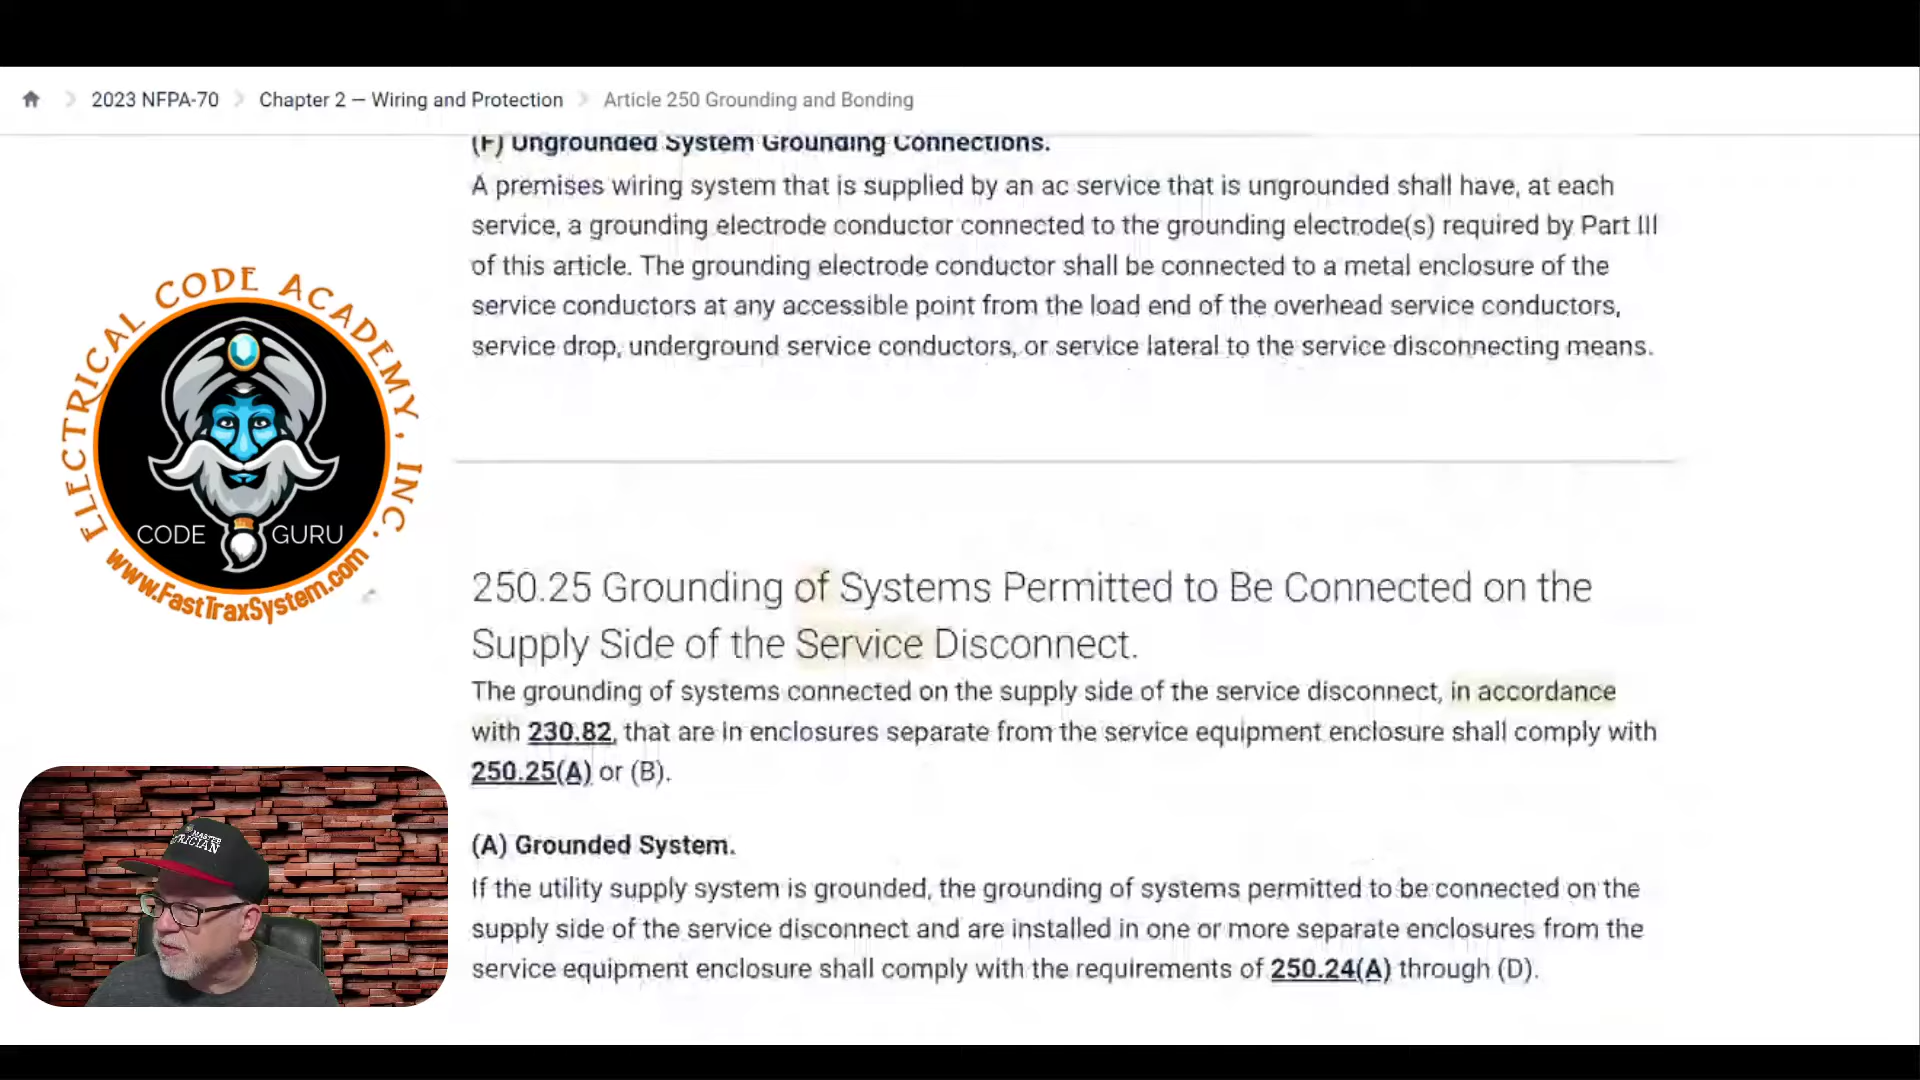 2023 NFPA-70 Chapter 2 — Wiring and Protection Article 250 Grounding and Bonding
(F) Ungrounded System Grounding Connections.
A premises wiring system that is supplied by an ac service that is ungrounded shall have, at each
service, a grounding electrode conductor connected to the grounding electrode(s) required by Part III
of this article. The grounding electrode conductor shall be connected to a metal enclosure of the
service conductors at any accessible point from the load end of the overhead service conductors,
service drop, underground service conductors, or service lateral to the service disconnecting means.
ELECTRICAL CODE ACADEMY, INC.
CODE GURU
www.FastTraxSystem.com
250.25 Grounding of Systems Permitted to Be Connected on the
Supply Side of the Service Disconnect.
The grounding of systems connected on the supply side of the service disconnect, in accordance
with 230.82, that are in enclosures separate from the service equipment enclosure shall comply with
250.25(A) or (B).
(A) Grounded System.
If the utility supply system is grounded, the grounding of systems permitted to be connected on the
supply side of the service disconnect and are installed in one or more separate enclosures from the
service equipment enclosure shall comply with the requirements of 250.24(A) through (D).
MASTER